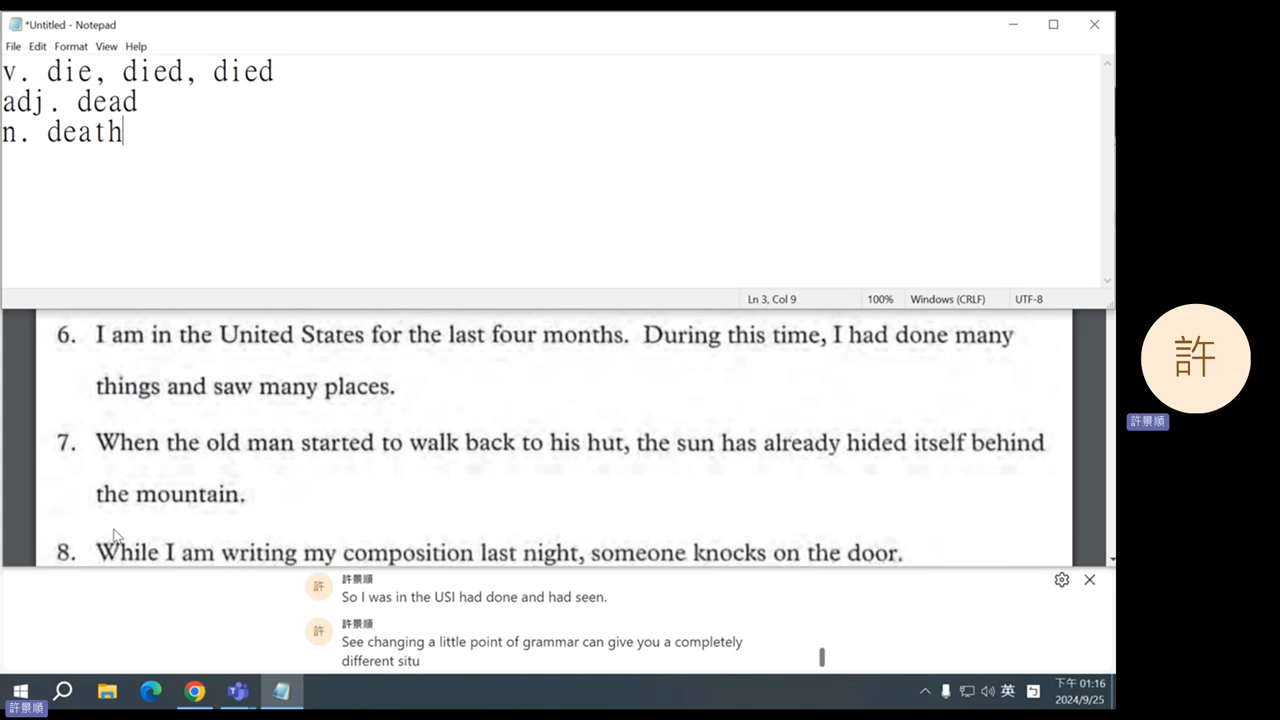 *Untitled - Notepad
File Edit Format View Help
v. die, died, died
adj. dead
n. death
Ln 3, Col 9 100% Windows (CRLF) UTF-8
6. I am in the United States for the last four months. During this time, I had done many
things and saw many places.
7. When the old man started to walk back to his hut, the sun has already hided itself behind
the mountain.
8. While I am writing my composition last night, someone knocks on the door.
許 許景順
So I was in the USI had done and had seen.
許 許景順
See changing a little point of grammar can give you a completely
different situ
許
許景順
英 下午 01:16
2024/9/25
許景順